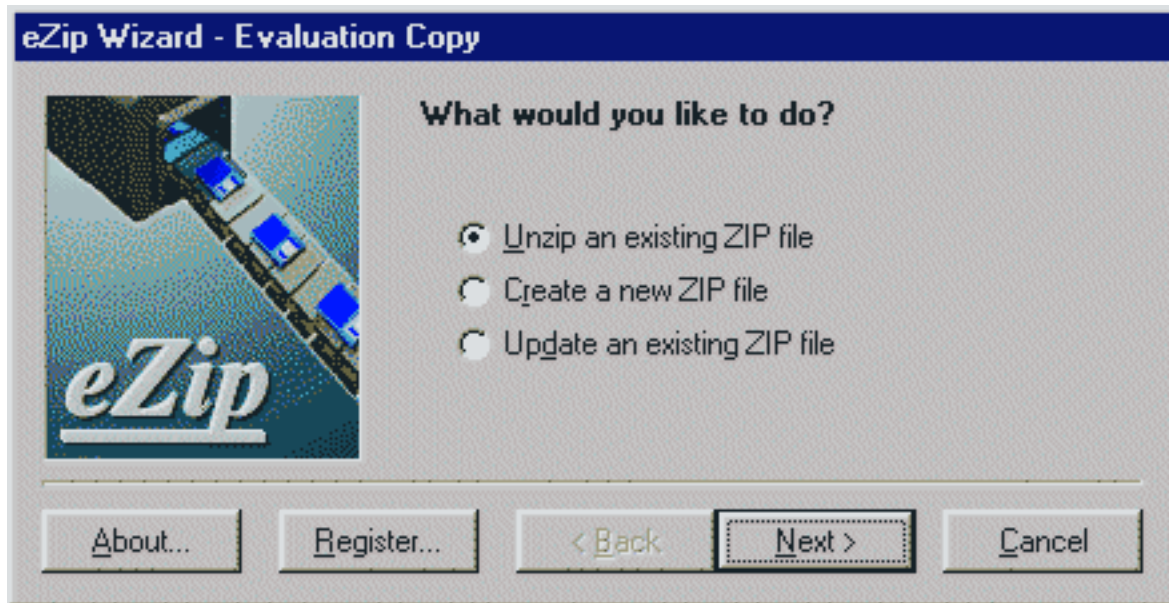 eZip Wizard - Evaluation Copy
What would you like to do?
Unzip an existing ZIP file
Create a new ZIP file
Update an existing ZIP file
eZip
About... Register... < Back Next > Cancel